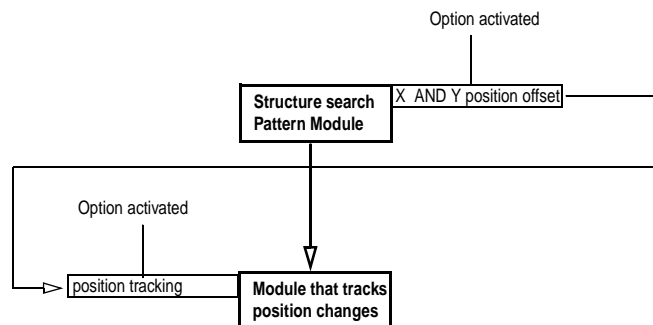 Option activated
Structure search
Pattern Module
X AND Y position offset
Option activated
position tracking
Module that tracks
position changes